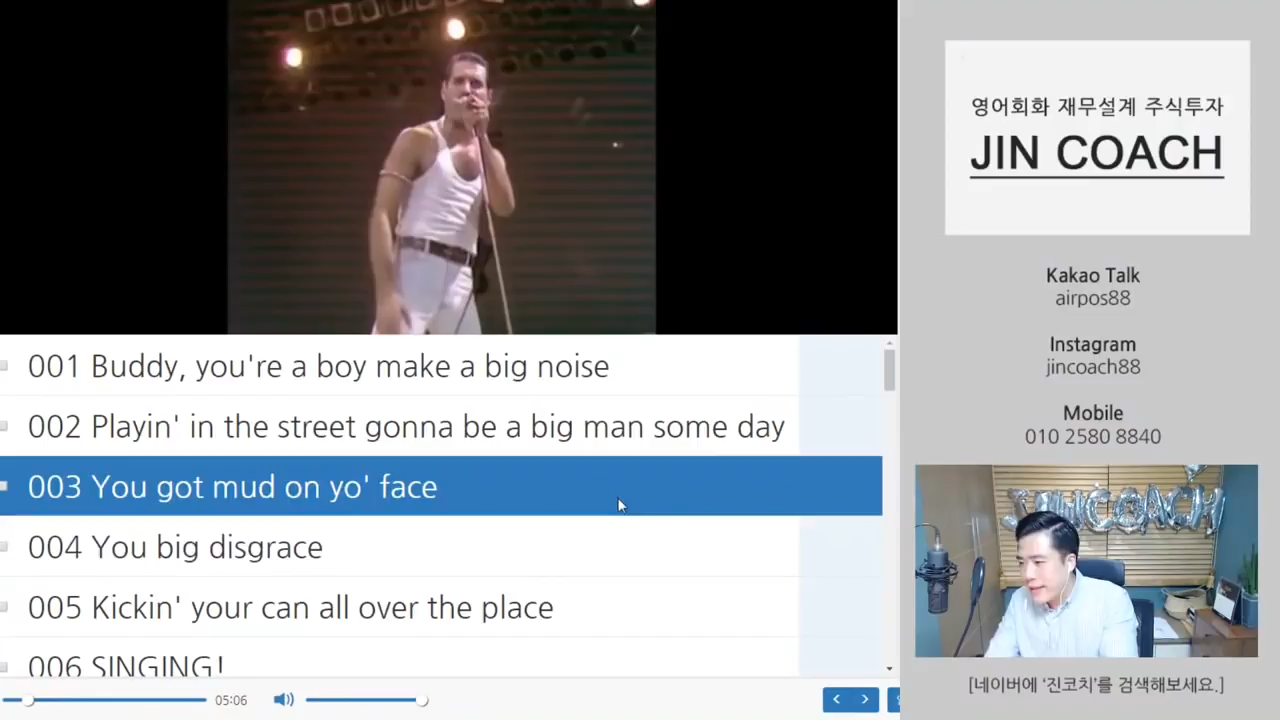 001 Buddy, you're a boy make a big noise
002 Playin' in the street gonna be a big man some day
003 You got mud on yo' face
004 You big disgrace
005 Kickin' your can all over the place
006 SINGING!
05:06
영어회화 재무설계 주식투자
JIN COACH
Kakao Talk
airpos88
Instagram
jincoach88
Mobile
010 2580 8840
JINCOACH
[네이버에 '진코치'를 검색해보세요.]